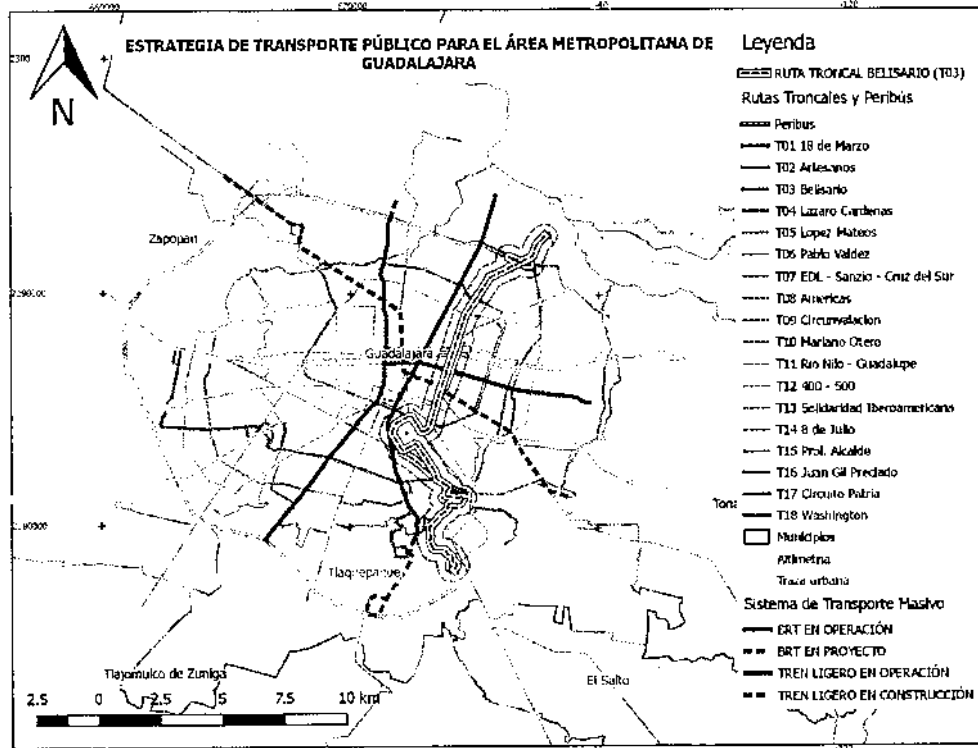 ESTRATEGIA DE TRANSPORTE PÚBLICO PARA EL ÁREA METROPOLITANA DE
GUADALAJARA
N
Zapopan
Guadalajara
Tona
Tlaquepaque
Tlajomulco de Zuñiga
El Salto
2.5 0 2.5 5 7.5 10 km
Leyenda
RUTA TRONCAL BELISARIO (T03)
Rutas Troncales y Peribús
Peribus
T01 18 de Marzo
T02 Artesanos
T03 Belisario
T04 Lazaro Cardenas
T05 Lopez Mateos
T06 Pablo Valdez
T07 EDL - Sanzio - Cruz del Sur
T08 Americas
T09 Circunvalacion
T10 Mariano Otero
T11 Rio Nilo - Guadalupe
T12 400 - 500
T13 Solidaridad Iberoamericana
T14 8 de Julio
T15 Prol. Alcalde
T16 Juan Gil Preciado
T17 Circuito Patria
T18 Washington
Municipios
Altimetria
Traza urbana
Sistema de Transporte Masivo
BRT EN OPERACIÓN
BRT EN PROYECTO
TREN LIGERO EN OPERACIÓN
TREN LIGERO EN CONSTRUCCIÓN